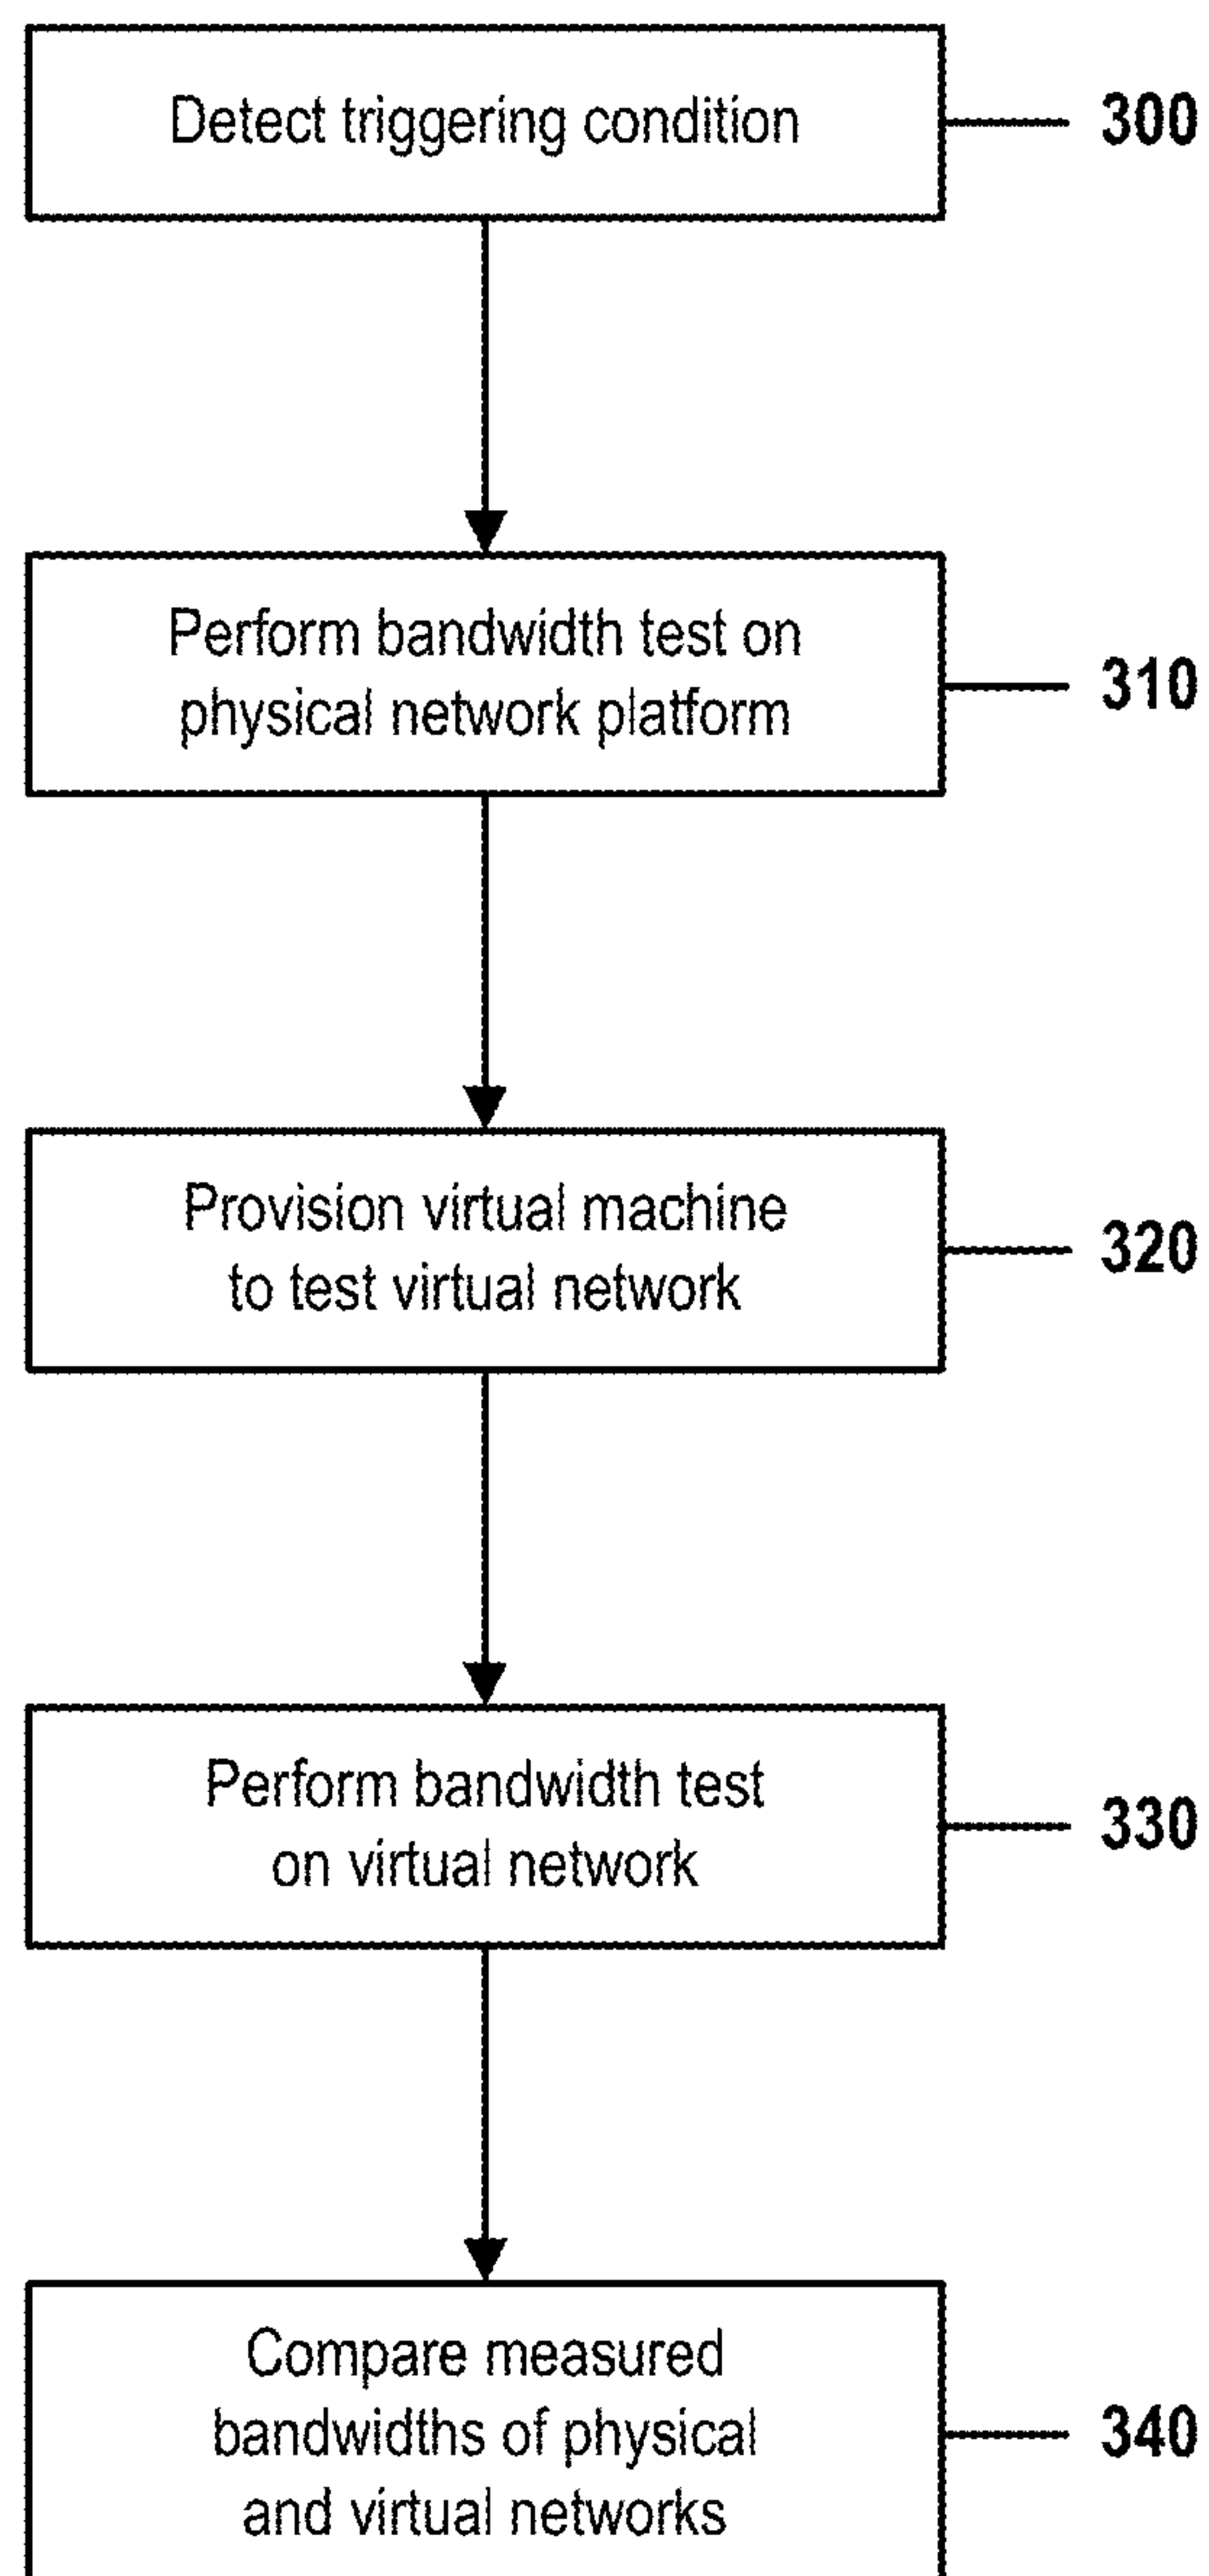 Detect triggering condition
300
Perform bandwidth test on
physical network platform
310
Provision virtual machine
to test virtual network
320
Perform bandwidth test
on virtual network
330
Compare measured
bandwidths of physical
and virtual networks
340